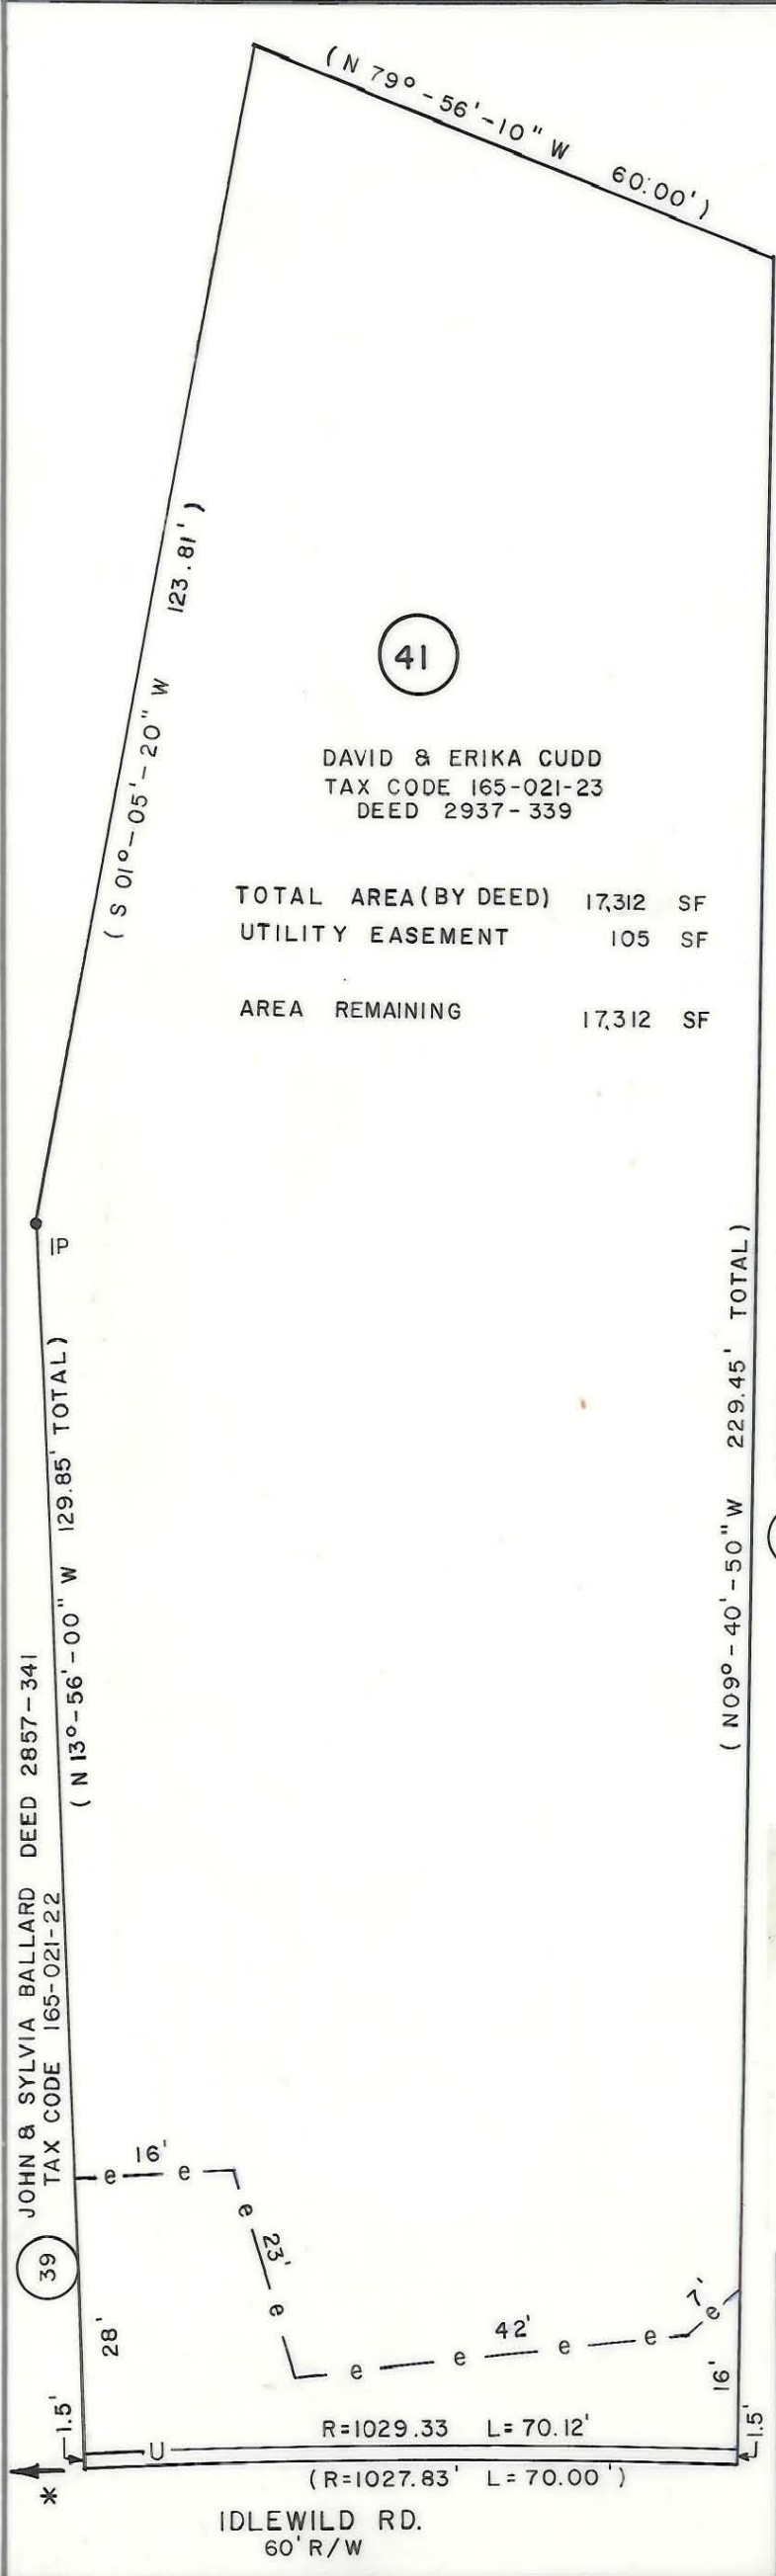 ( N 79°-56'-10" W 60.00' )
( S 01°-05'-20" W 123.81' )
41
DAVID & ERIKA CUDD
TAX CODE 165-021-23
DEED 2937-339
TOTAL AREA (BY DEED) 17,312 SF
UTILITY EASEMENT 105 SF
AREA REMAINING 17,312 SF
IP
( N 13°-56'-00" W 129.85' TOTAL )
( N 09°-40'-50" W 229.45' TOTAL )
JOHN & SYLVIA BALLARD DEED 2857-341
TAX CODE 165-021-22
39
16'
e e
e
23'
e
28'
42'
e e e e
7'
e
16'
1.5'
1.5'
R=1029.33 L=70.12'
U
(R=1027.83' L=70.00')
*
IDLEWILD RD.
60' R/W